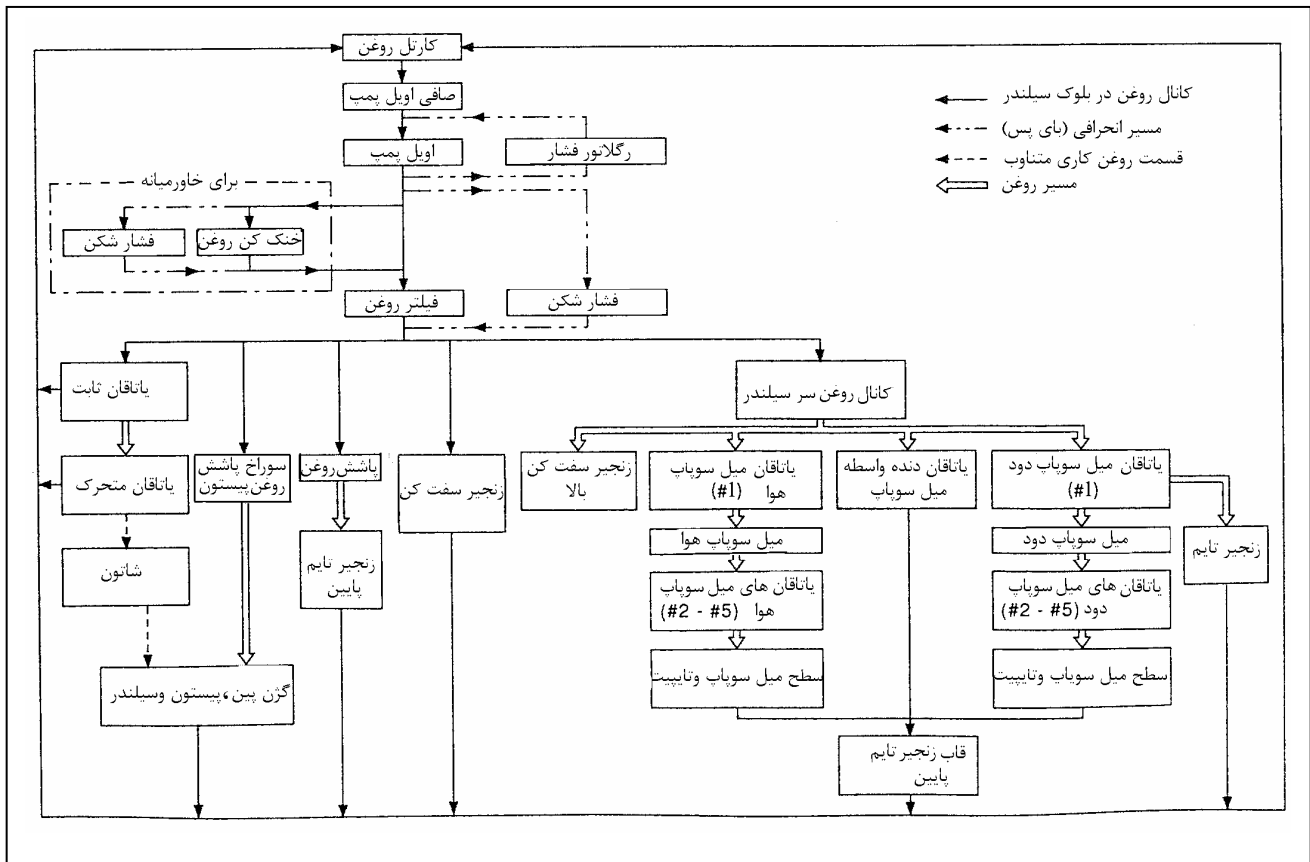 کارتل روغن
صافی اویل پمپ
اویل پمپ
رگلاتور فشار
کانال روغن در بلوک سیلندر
مسیر انحرافی (بای پس)
قسمت روغن کاری متناوب
مسیر روغن
برای خاورمیانه
فشار شکن
خنک کن روغن
فیلتر روغن
فشار شکن
یاتاقان ثابت
کانال روغن سر سیلندر
یاتاقان متحرک
سوراخ پاشش
روغن پیستون
پاشش روغن
زنجیر سفت کن
زنجیر سفت کن
بالا
یاتاقان میل سوپاپ
هوا (#1)
یاتاقان دنده واسطه
میل سوپاپ
یاتاقان میل سوپاپ دود
(#1)
زنجیر تایم
شاتون
زنجیر تایم
پایین
میل سوپاپ هوا
میل سوپاپ دود
یاتاقان های میل سوپاپ
هوا (#2 - #5)
یاتاقان های میل سوپاپ
دود (#2 - #5)
گژن پین، پیستون وسیلندر
سطح میل سوپاپ وتایپیت
سطح میل سوپاپ وتایپیت
قاب زنجیر تایم
پایین